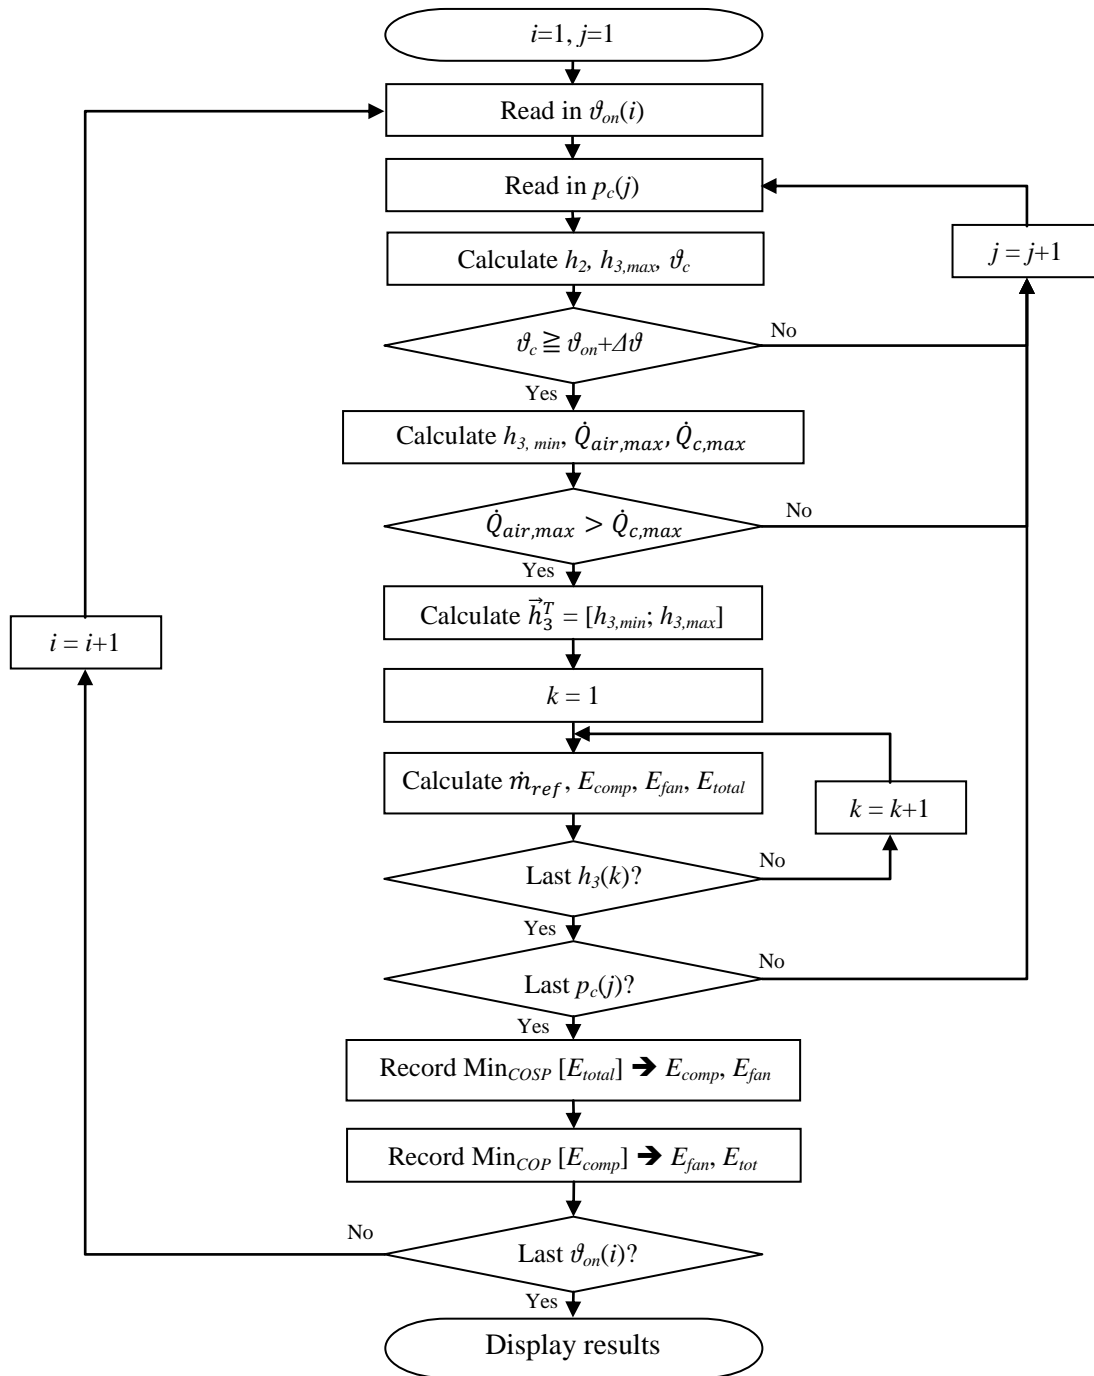 i=1, j=1
Read in ϑon(i)
Read in pc(j)
j = j+1
Calculate h2, h3,max, ϑc
ϑc ≧ ϑon+Δϑ
No
Yes
Calculate h3, min, Q̇air,max, Q̇c,max
Q̇air,max > Q̇c,max
No
Yes
Calculate h⃗3T = [h3,min; h3,max]
i = i+1
k = 1
Calculate ṁref, Ecomp, Efan, Etotal
k = k+1
Last h3(k)?
No
Yes
Last pc(j)?
No
Yes
Record MinCOSP [Etotal] ➔ Ecomp, Efan
Record MinCOP [Ecomp] ➔ Efan, Etot
No
Last ϑon(i)?
Yes
Display results